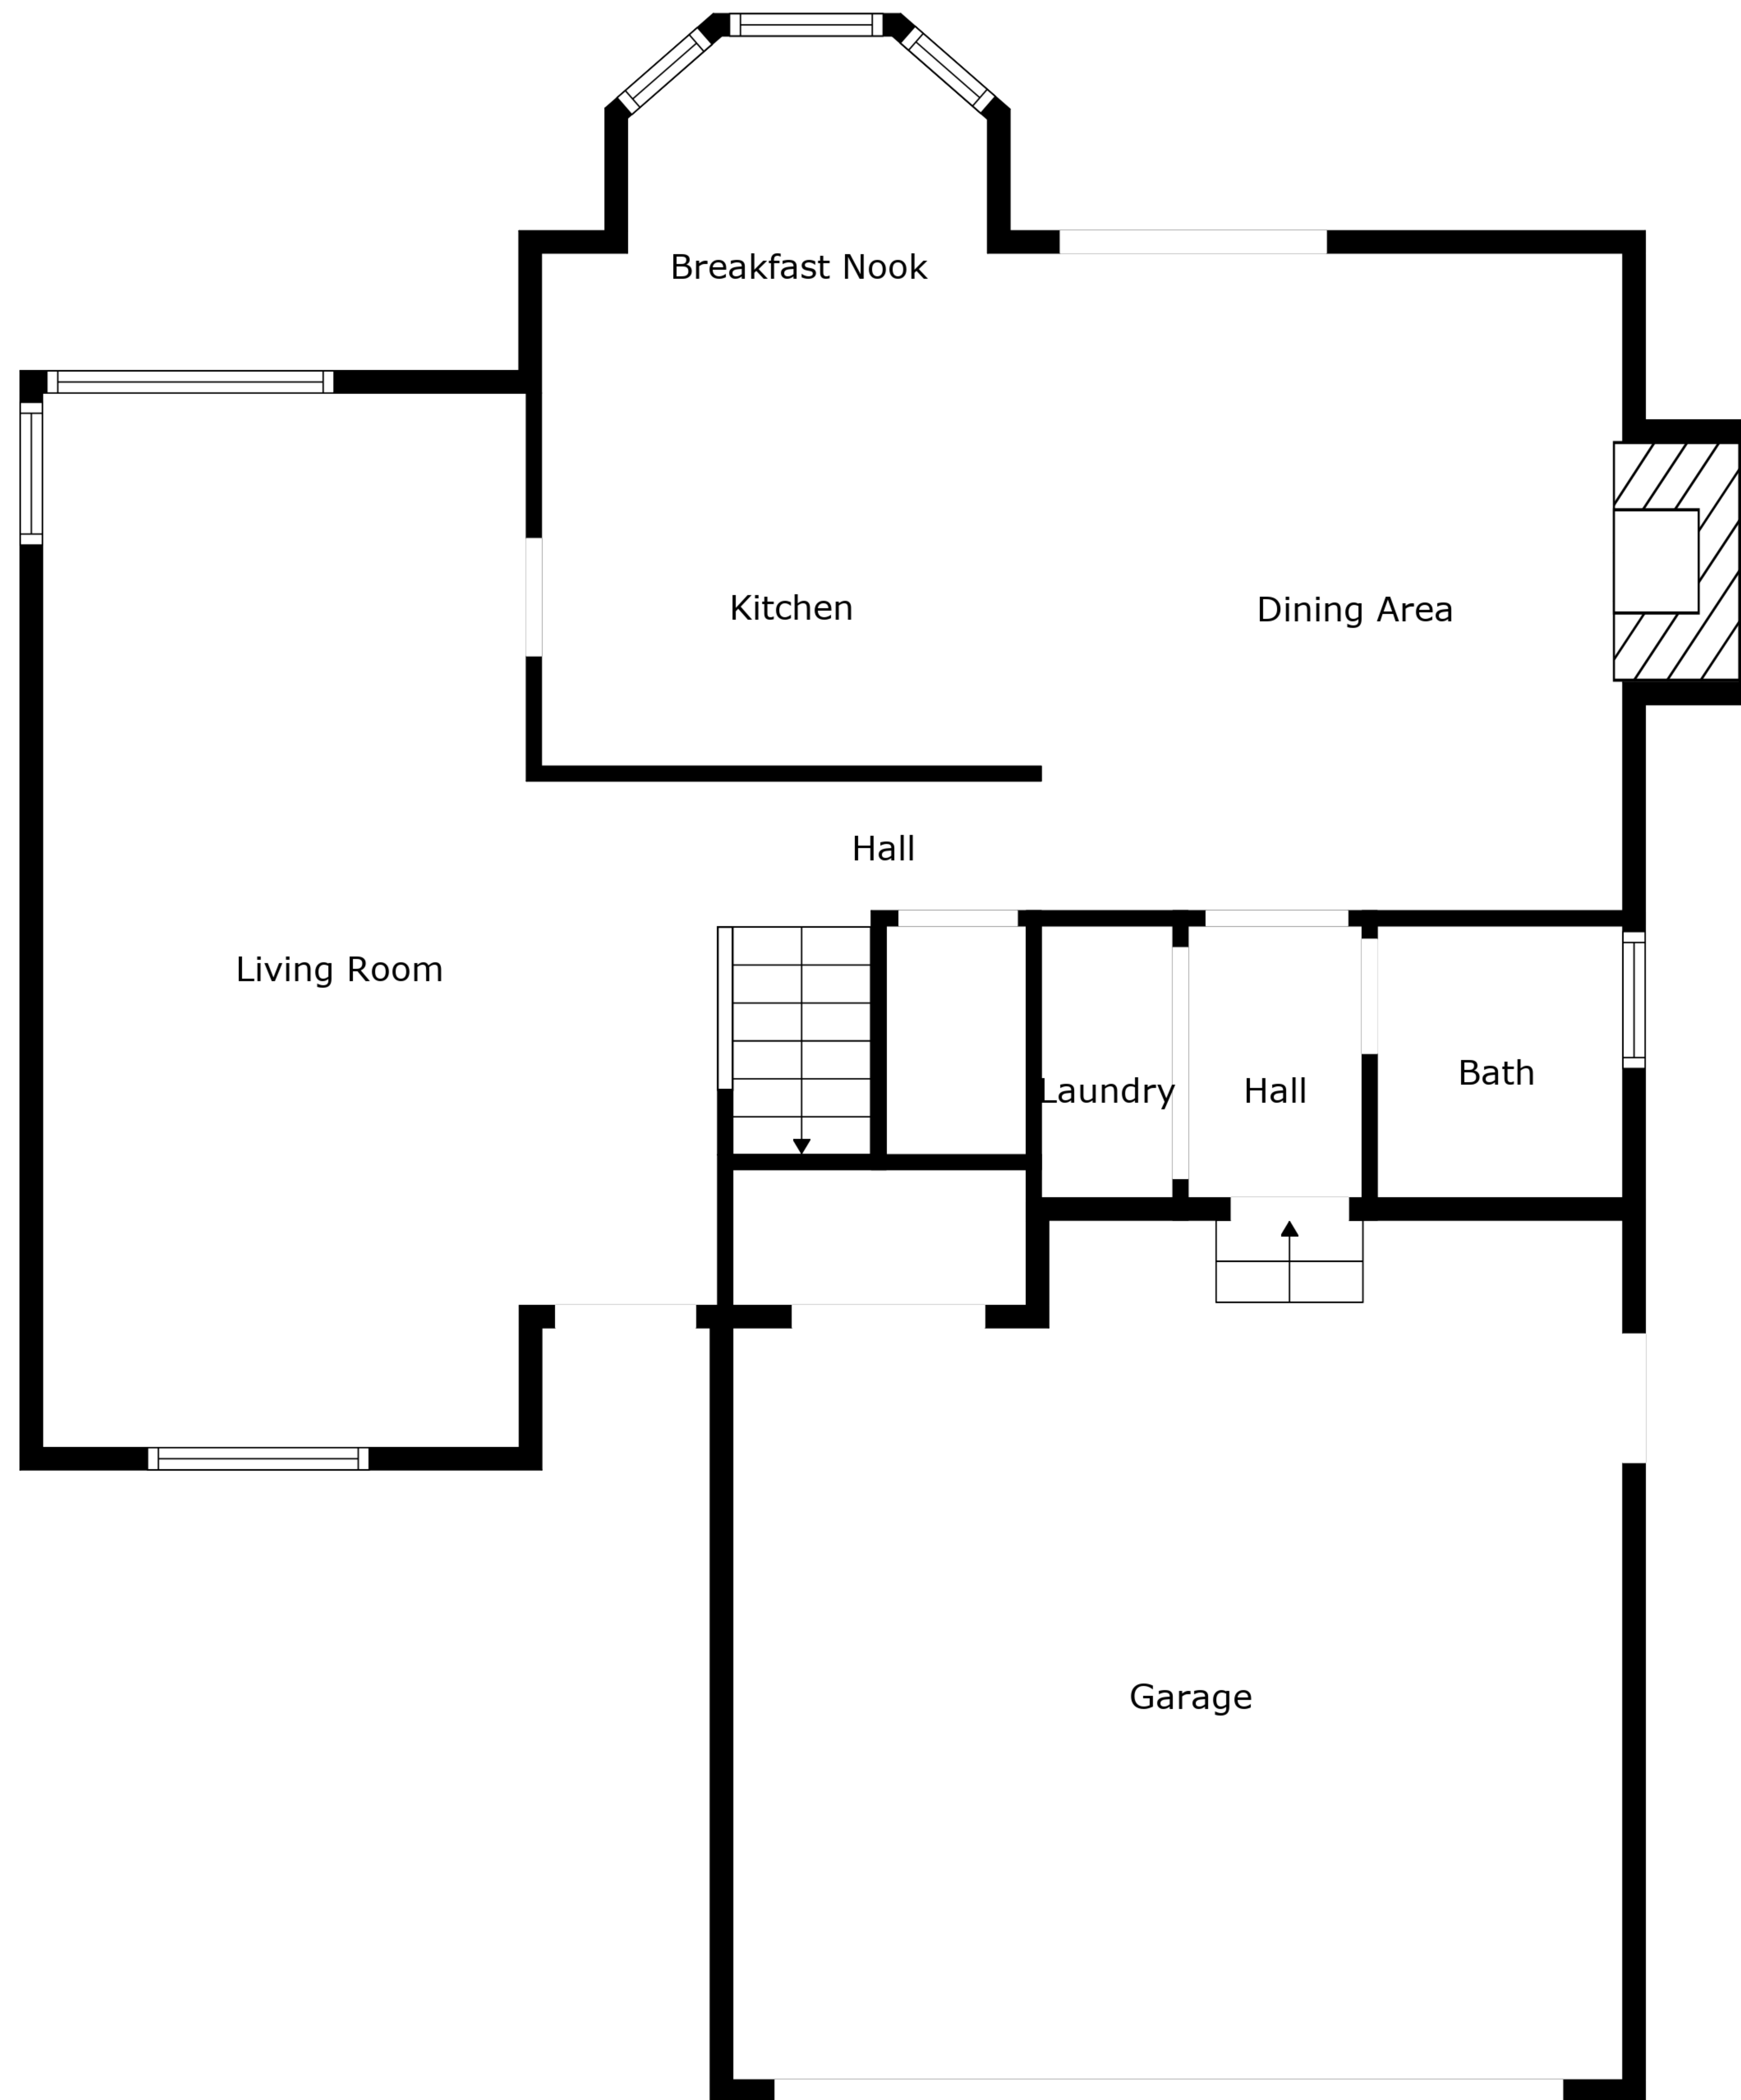 Breakfast Nook
Kitchen
Dining Area
Hall
Living Room
Laundry
Hall
Bath
Garage